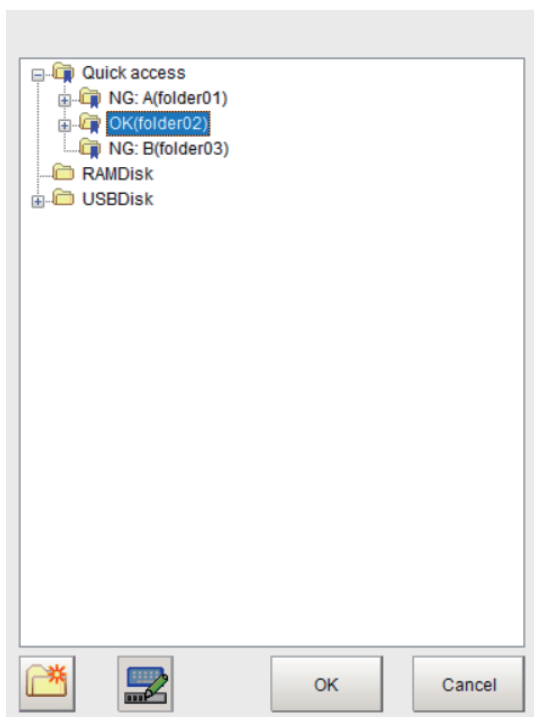 Quick access
NG: A(folder01)
OK(folder02)
NG: B(folder03)
RAMDisk
USBDisk
OK
Cancel